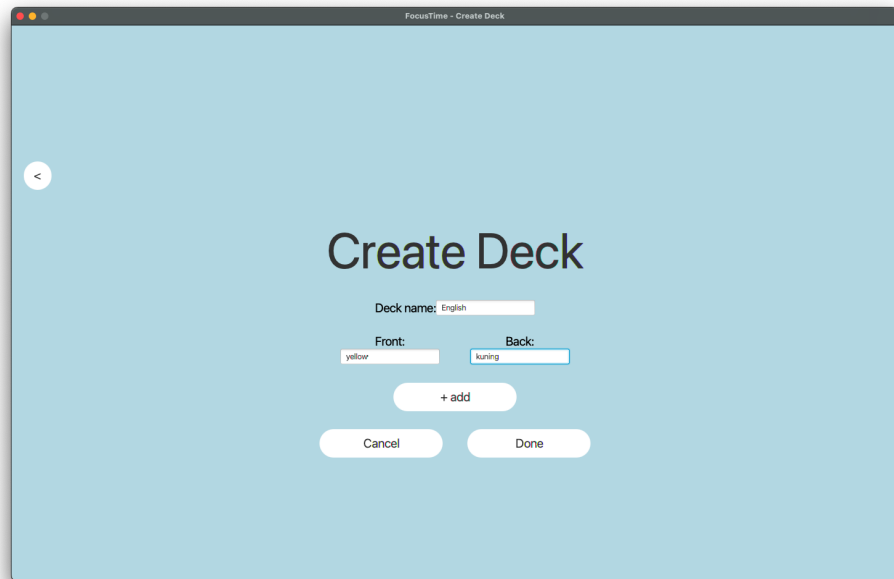 FocusTime - Create Deck
<
Create Deck
Deck name: English
Front: Back:
yellow kuning
+ add
Cancel Done